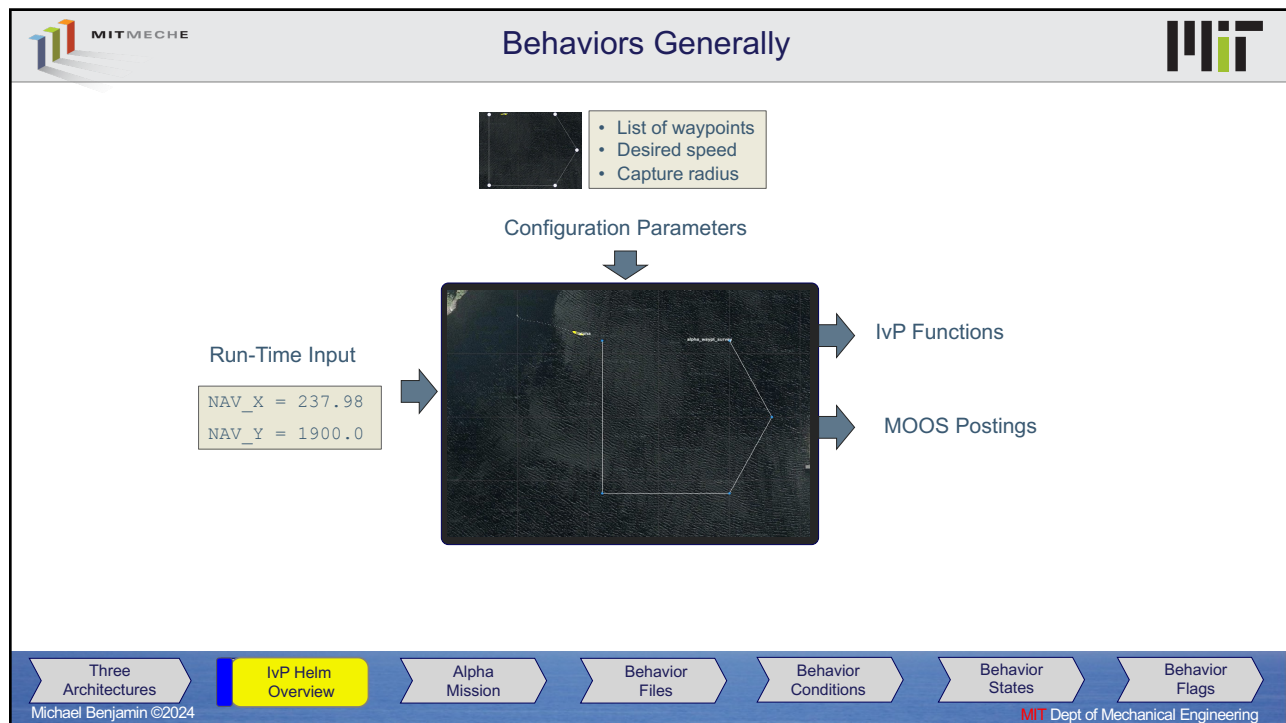 MITMECHE
Behaviors Generally
MIT
• List of waypoints
• Desired speed
• Capture radius
Configuration Parameters
Run-Time Input
NAV_X = 237.98
NAV_Y = 1900.0
alpha_waypt_survey
IvP Functions
MOOS Postings
Three
Architectures
IvP Helm
Overview
Alpha
Mission
Behavior
Files
Behavior
Conditions
Behavior
States
Behavior
Flags
Michael Benjamin ©2024
MIT Dept of Mechanical Engineering